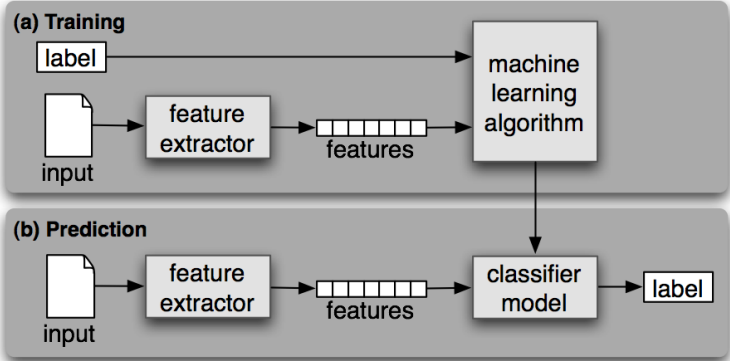 (a) Training
label
machine
learning
algorithm
feature
extractor
features
input
(b) Prediction
feature
extractor
features
classifier
model
label
input